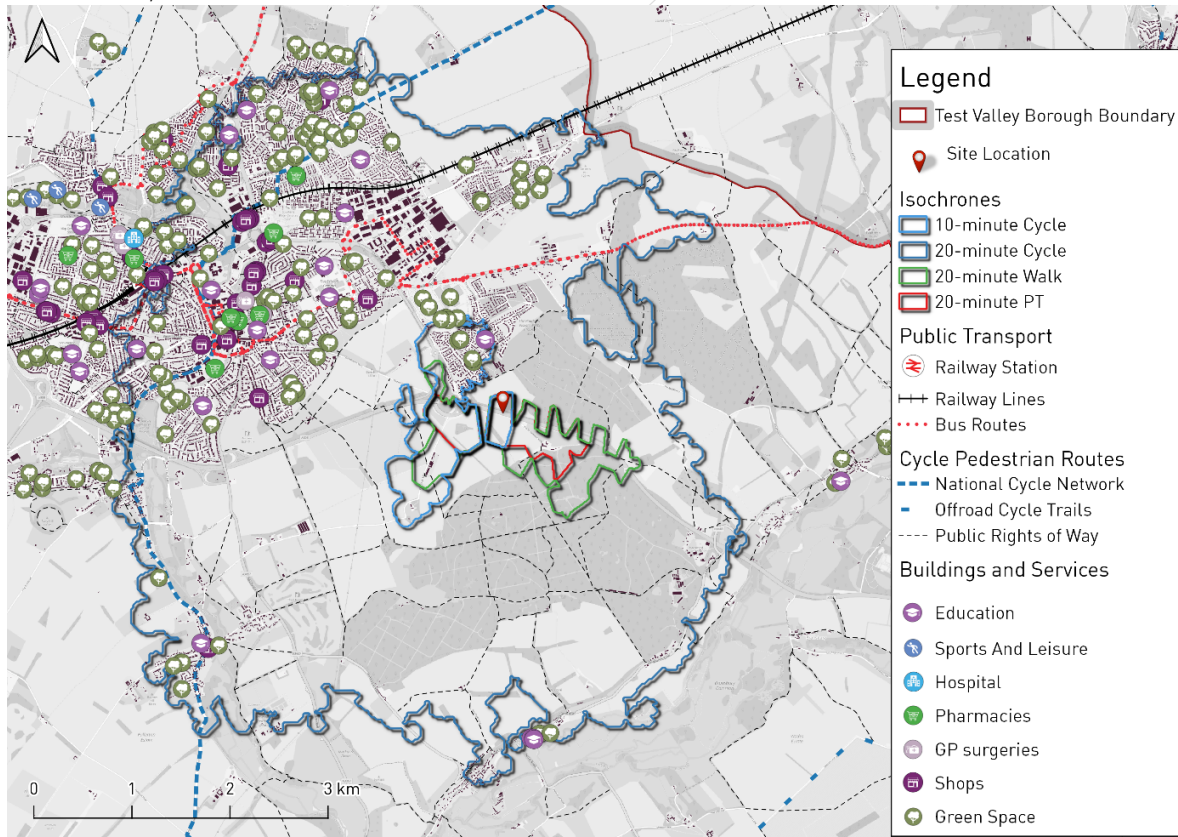 Legend
Test Valley Borough Boundary
Site Location
Isochrones
10-minute Cycle
20-minute Cycle
20-minute Walk
20-minute PT
Public Transport
Railway Station
Railway Lines
Bus Routes
Cycle Pedestrian Routes
National Cycle Network
Offroad Cycle Trails
Public Rights of Way
Buildings and Services
Education
Sports And Leisure
Hospital
Pharmacies
GP surgeries
Shops
Green Space
0 1 2 3 km